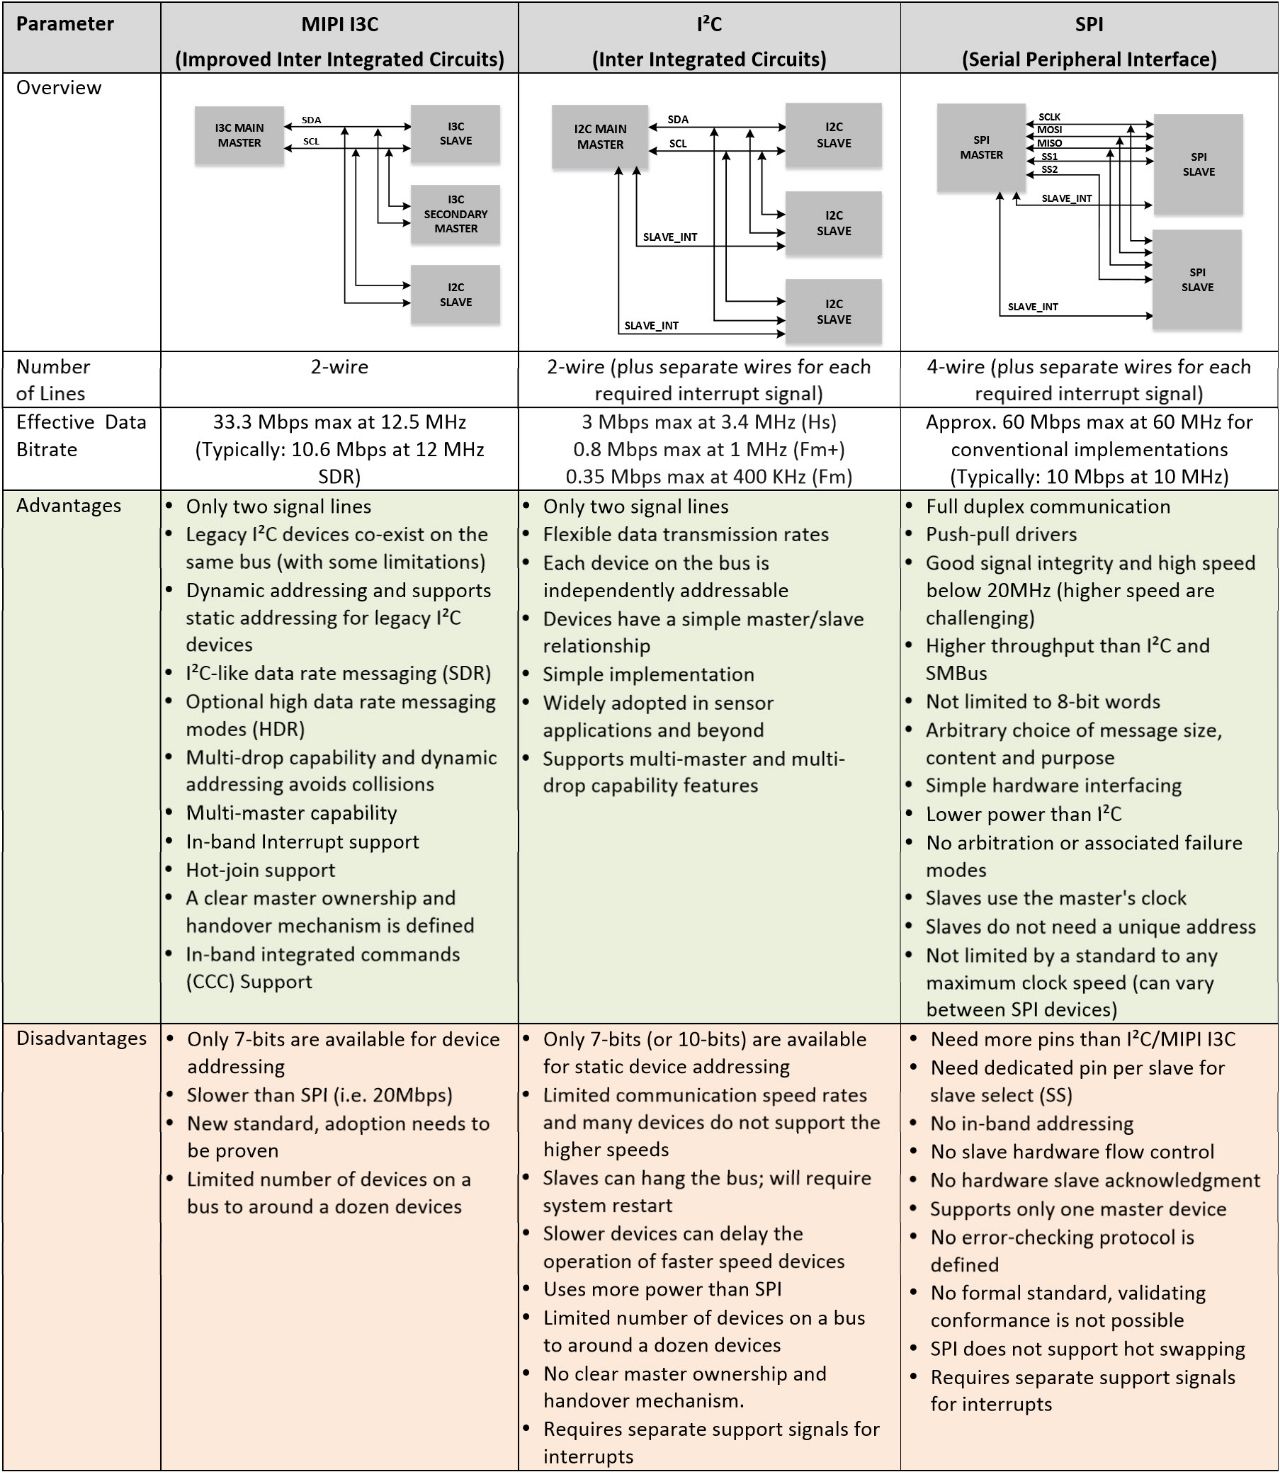 Parameter
MIPI I3C
(Improved Inter Integrated Circuits)
I²C
(Inter Integrated Circuits)
SPI
(Serial Peripheral Interface)
Overview
I3C MAIN
MASTER
SDA
SCL
I3C
SLAVE
I3C
SECONDARY
MASTER
I2C
SLAVE
I2C MAIN
MASTER
SDA
SCL
I2C
SLAVE
I2C
SLAVE
SLAVE_INT
I2C
SLAVE
SLAVE_INT
SPI
MASTER
SCLK
MOSI
MISO
SS1
SS2
SLAVE_INT
SPI
SLAVE
SPI
SLAVE
SLAVE_INT
Number
of Lines
2-wire
2-wire (plus separate wires for each
required interrupt signal)
4-wire (plus separate wires for each
required interrupt signal)
Effective Data
Bitrate
33.3 Mbps max at 12.5 MHz
(Typically: 10.6 Mbps at 12 MHz
SDR)
3 Mbps max at 3.4 MHz (Hs)
0.8 Mbps max at 1 MHz (Fm+)
0.35 Mbps max at 400 KHz (Fm)
Approx. 60 Mbps max at 60 MHz for
conventional implementations
(Typically: 10 Mbps at 10 MHz)
Advantages
• Only two signal lines
• Legacy I²C devices co-exist on the
same bus (with some limitations)
• Dynamic addressing and supports
static addressing for legacy I²C
devices
• I²C-like data rate messaging (SDR)
• Optional high data rate messaging
modes (HDR)
• Multi-drop capability and dynamic
addressing avoids collisions
• Multi-master capability
• In-band Interrupt support
• Hot-join support
• A clear master ownership and
handover mechanism is defined
• In-band integrated commands
(CCC) Support
• Only two signal lines
• Flexible data transmission rates
• Each device on the bus is
independently addressable
• Devices have a simple master/slave
relationship
• Simple implementation
• Widely adopted in sensor
applications and beyond
• Supports multi-master and multi-
drop capability features
• Full duplex communication
• Push-pull drivers
• Good signal integrity and high speed
below 20MHz (higher speed are
challenging)
• Higher throughput than I²C and
SMBus
• Not limited to 8-bit words
• Arbitrary choice of message size,
content and purpose
• Simple hardware interfacing
• Lower power than I²C
• No arbitration or associated failure
modes
• Slaves use the master's clock
• Slaves do not need a unique address
• Not limited by a standard to any
maximum clock speed (can vary
between SPI devices)
Disadvantages
• Only 7-bits are available for device
addressing
• Slower than SPI (i.e. 20Mbps)
• New standard, adoption needs to
be proven
• Limited number of devices on a
bus to around a dozen devices
• Only 7-bits (or 10-bits) are available
for static device addressing
• Limited communication speed rates
and many devices do not support the
higher speeds
• Slaves can hang the bus; will require
system restart
• Slower devices can delay the
operation of faster speed devices
• Uses more power than SPI
• Limited number of devices on a bus
to around a dozen devices
• No clear master ownership and
handover mechanism.
• Requires separate support signals for
interrupts
• Need more pins than I²C/MIPI I3C
• Need dedicated pin per slave for
slave select (SS)
• No in-band addressing
• No slave hardware flow control
• No hardware slave acknowledgment
• Supports only one master device
• No error-checking protocol is
defined
• No formal standard, validating
conformance is not possible
• SPI does not support hot swapping
• Requires separate support signals
for interrupts